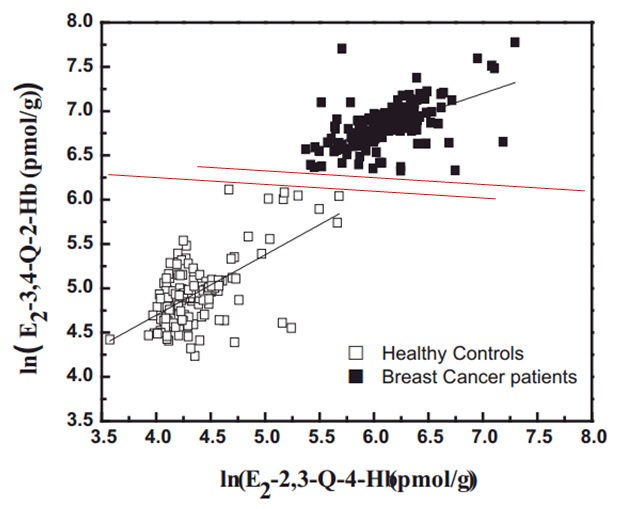 8.0
7.5
7.0
6.5
6.0
5.5
5.0
4.5
4.0
3.5
ln( E2-3,4-Q-2-Hb (pmol/g))
Healthy Controls
Breast Cancer patients
3.5 4.0 4.5 5.0 5.5 6.0 6.5 7.0 7.5 8.0
ln(E2-2,3-Q-4-Hb(pmol/g)